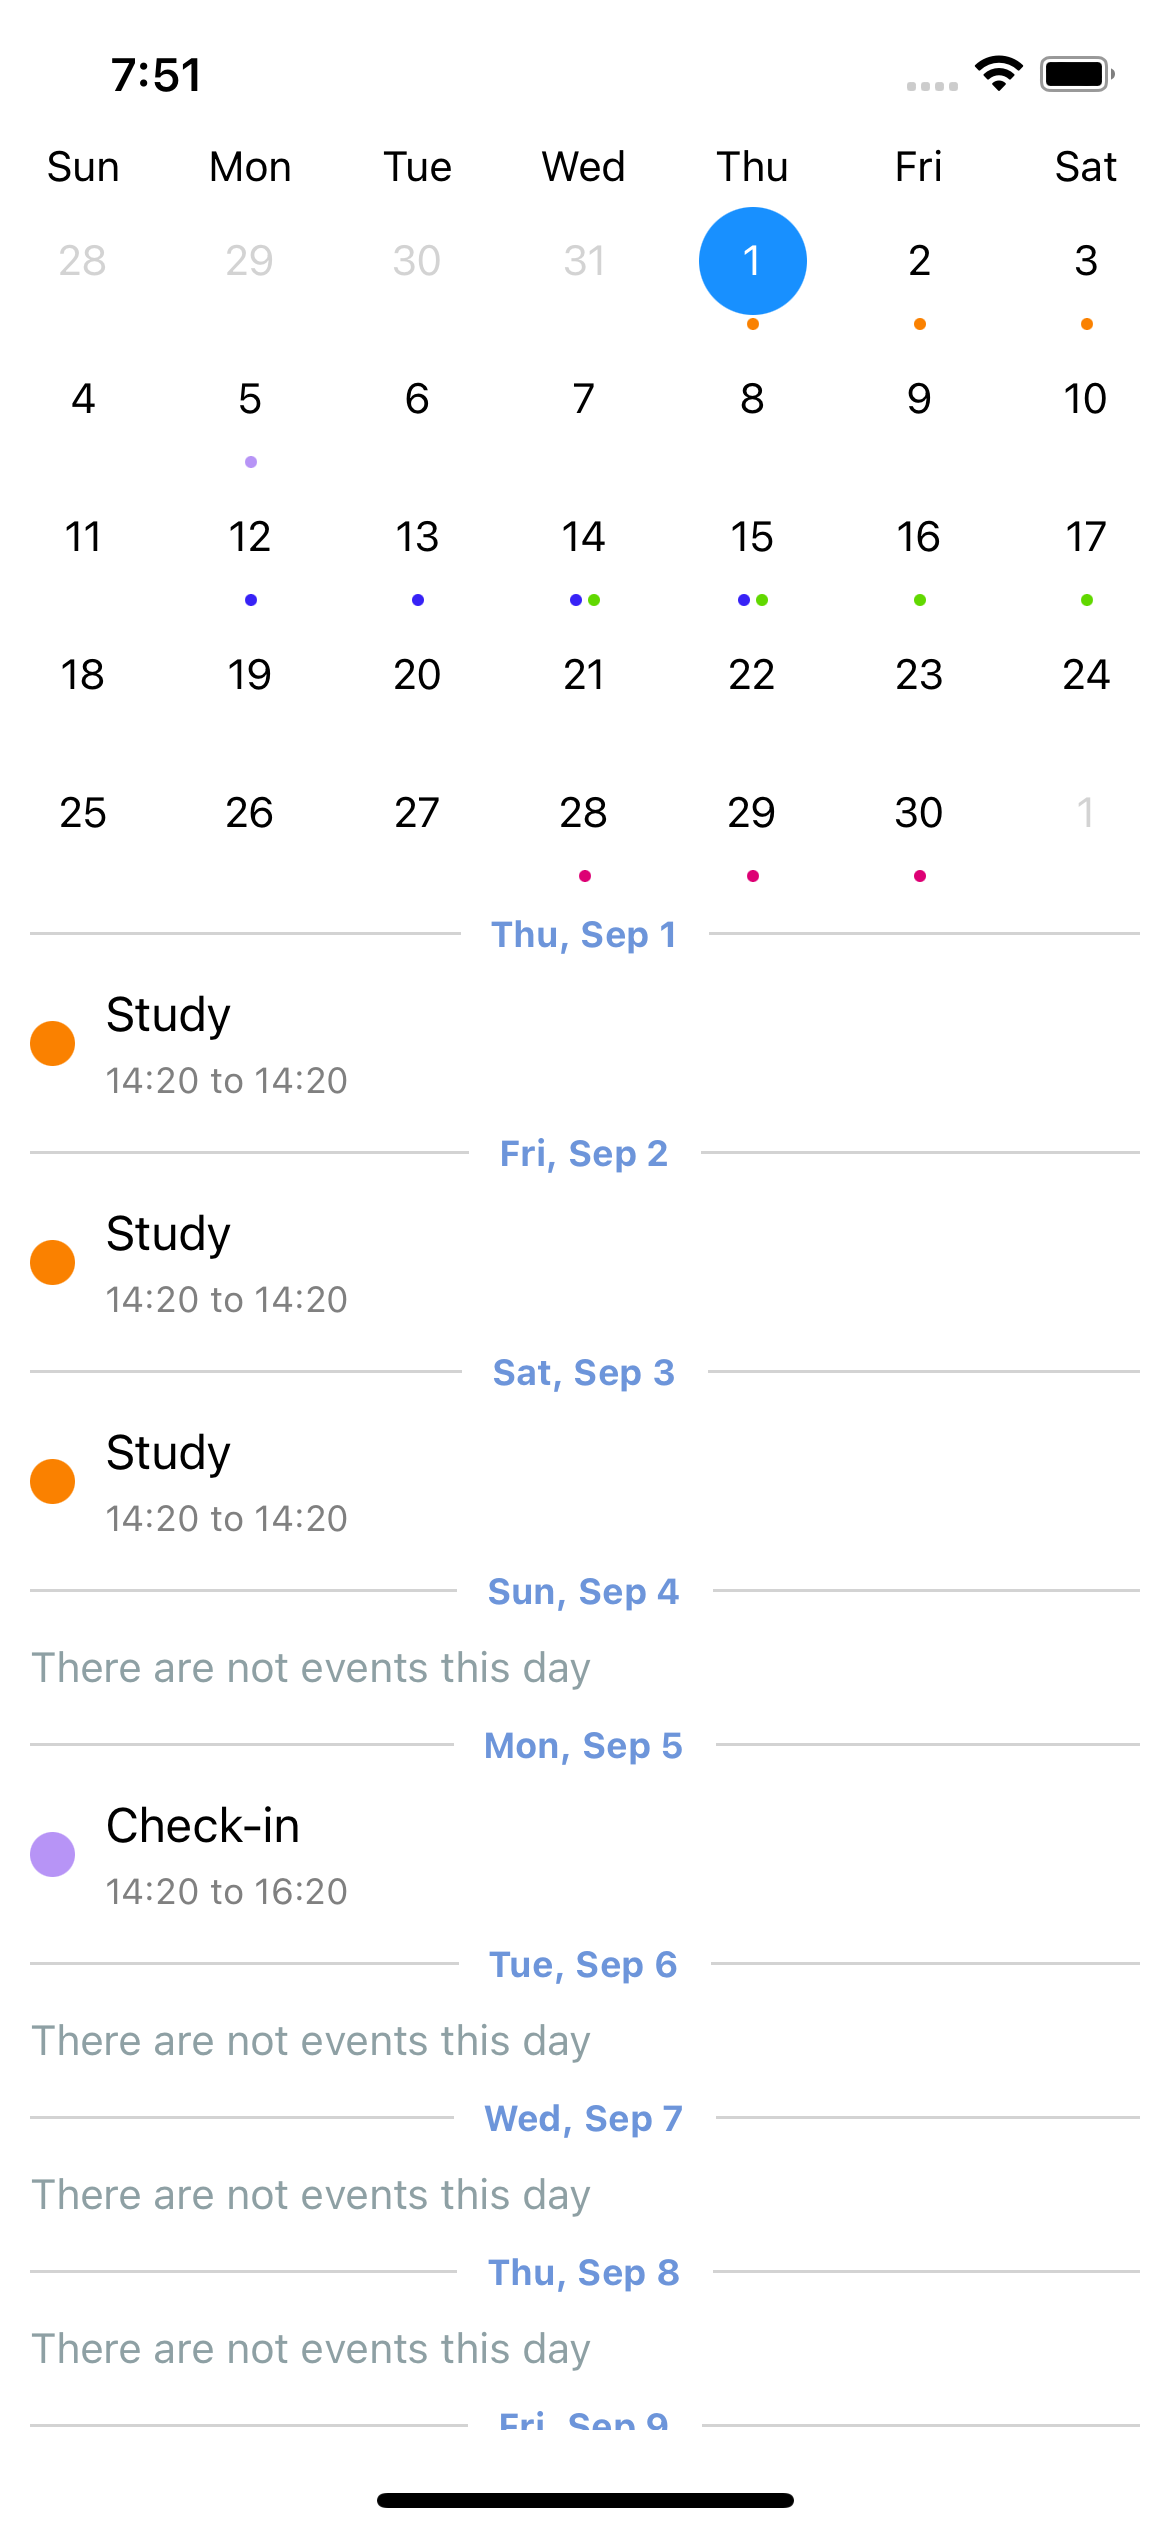 7:51
Sun Mon Tue Wed Thu Fri Sat
28 29 30 31 1 2 3
4 5 6 7 8 9 10
11 12 13 14 15 16 17
18 19 20 21 22 23 24
25 26 27 28 29 30 1
Thu, Sep 1
Study
14:20 to 14:20
Fri, Sep 2
Study
14:20 to 14:20
Sat, Sep 3
Study
14:20 to 14:20
Sun, Sep 4
There are not events this day
Mon, Sep 5
Check-in
14:20 to 16:20
Tue, Sep 6
There are not events this day
Wed, Sep 7
There are not events this day
Thu, Sep 8
There are not events this day
Fri, Sep 9